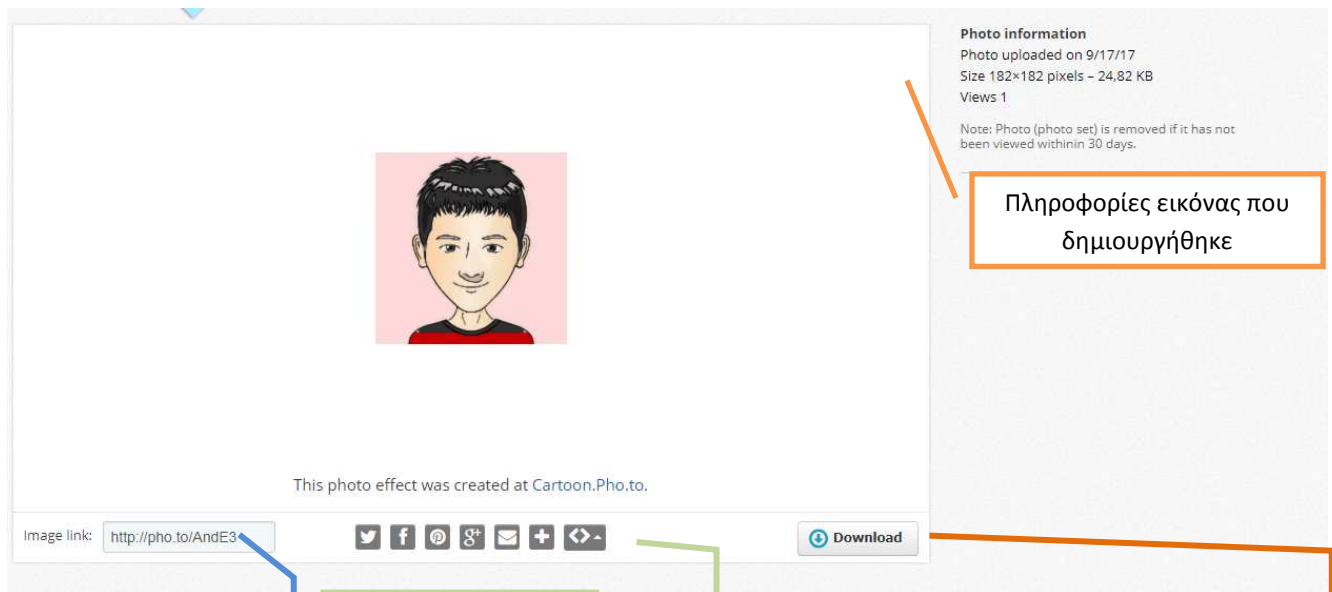 Photo information
Photo uploaded on 9/17/17
Size 182×182 pixels – 24,82 KB
Views 1
Note: Photo (photo set) is removed if it has not
been viewed withinin 30 days.
Πληροφορίες εικόνας που
δημιουργήθηκε
This photo effect was created at Cartoon.Pho.to.
Image link: http://pho.to/AndE3
Download